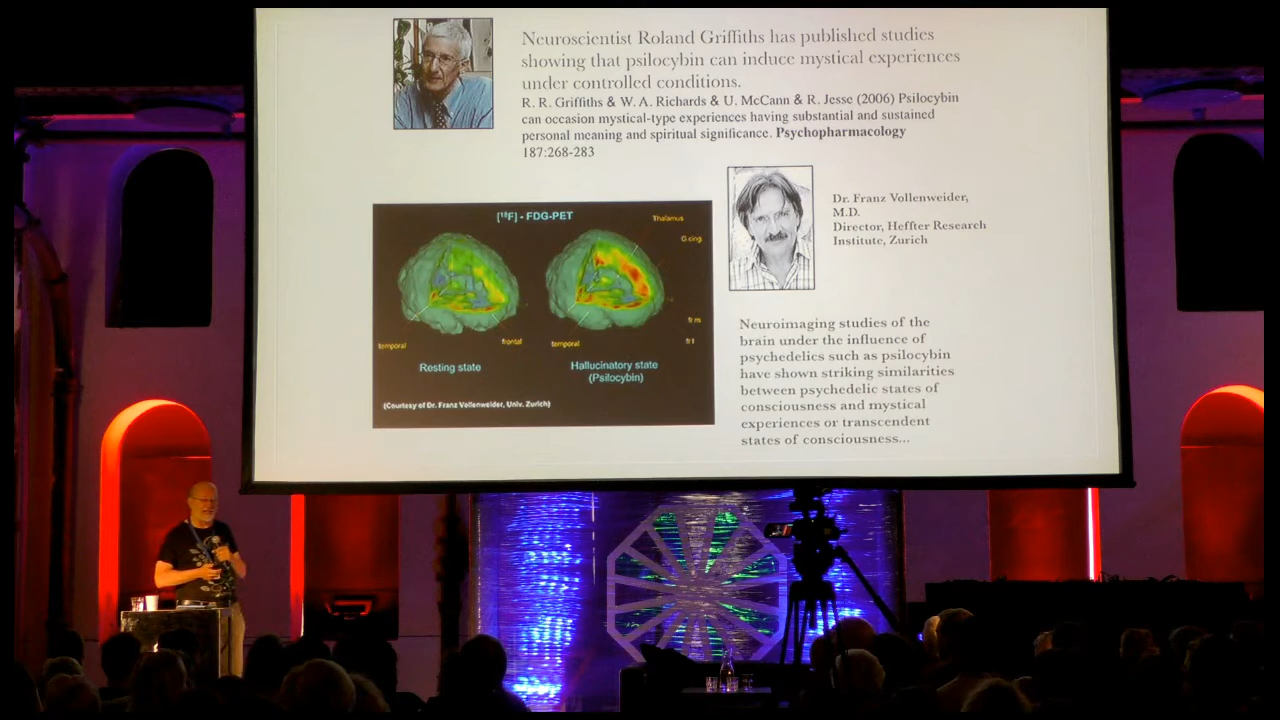 Neuroscientist Roland Griffiths has published studies
showing that psilocybin can induce mystical experiences
under controlled conditions.
R. R. Griffiths & W. A. Richards & U. McCann & R. Jesse (2006) Psilocybin
can occasion mystical-type experiences having substantial and sustained
personal meaning and spiritual significance. Psychopharmacology
187:268-283
Dr. Franz Vollenweider,
M.D.
Director, Heffter Research
Institute, Zurich
[¹⁸F] - FDG-PET
Thalamus
G cing.
fr m
fr l
temporal
frontal
temporal
Resting state
Hallucinatory state
(Psilocybin)
(Courtesy of Dr. Franz Vollenweider, Univ. Zurich)
Neuroimaging studies of the
brain under the influence of
psychedelics such as psilocybin
have shown striking similarities
between psychedelic states of
consciousness and mystical
experiences or transcendent
states of consciousness...